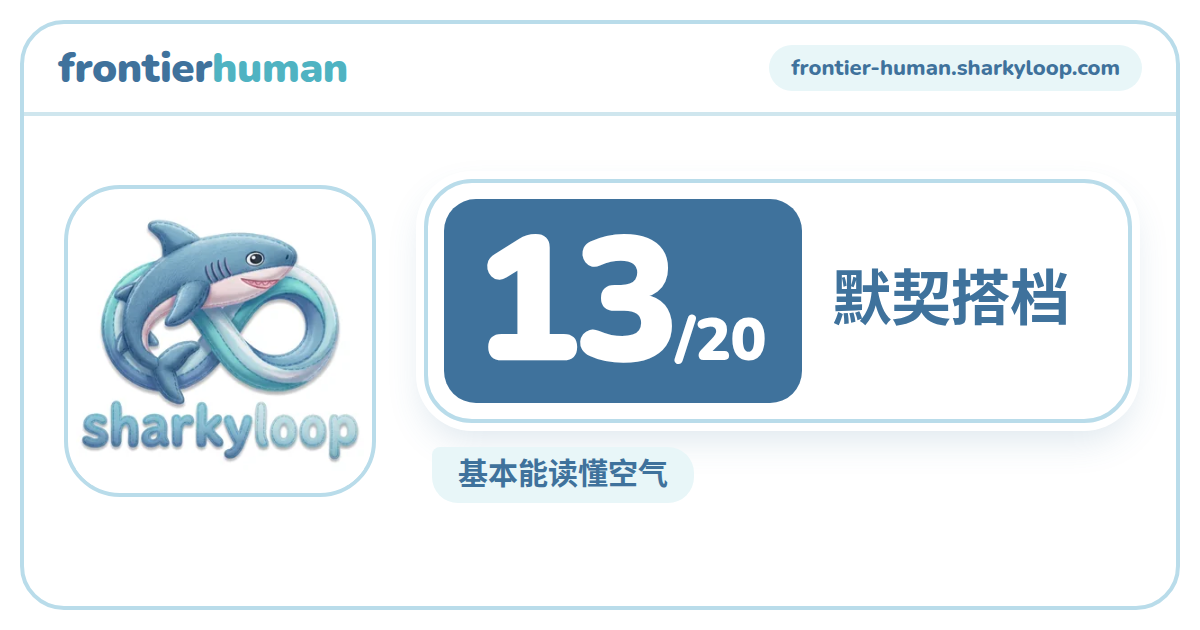 frontierhuman
frontier-human.sharkyloop.com
sharkyloop
13/20
默契搭档
基本能读懂空气